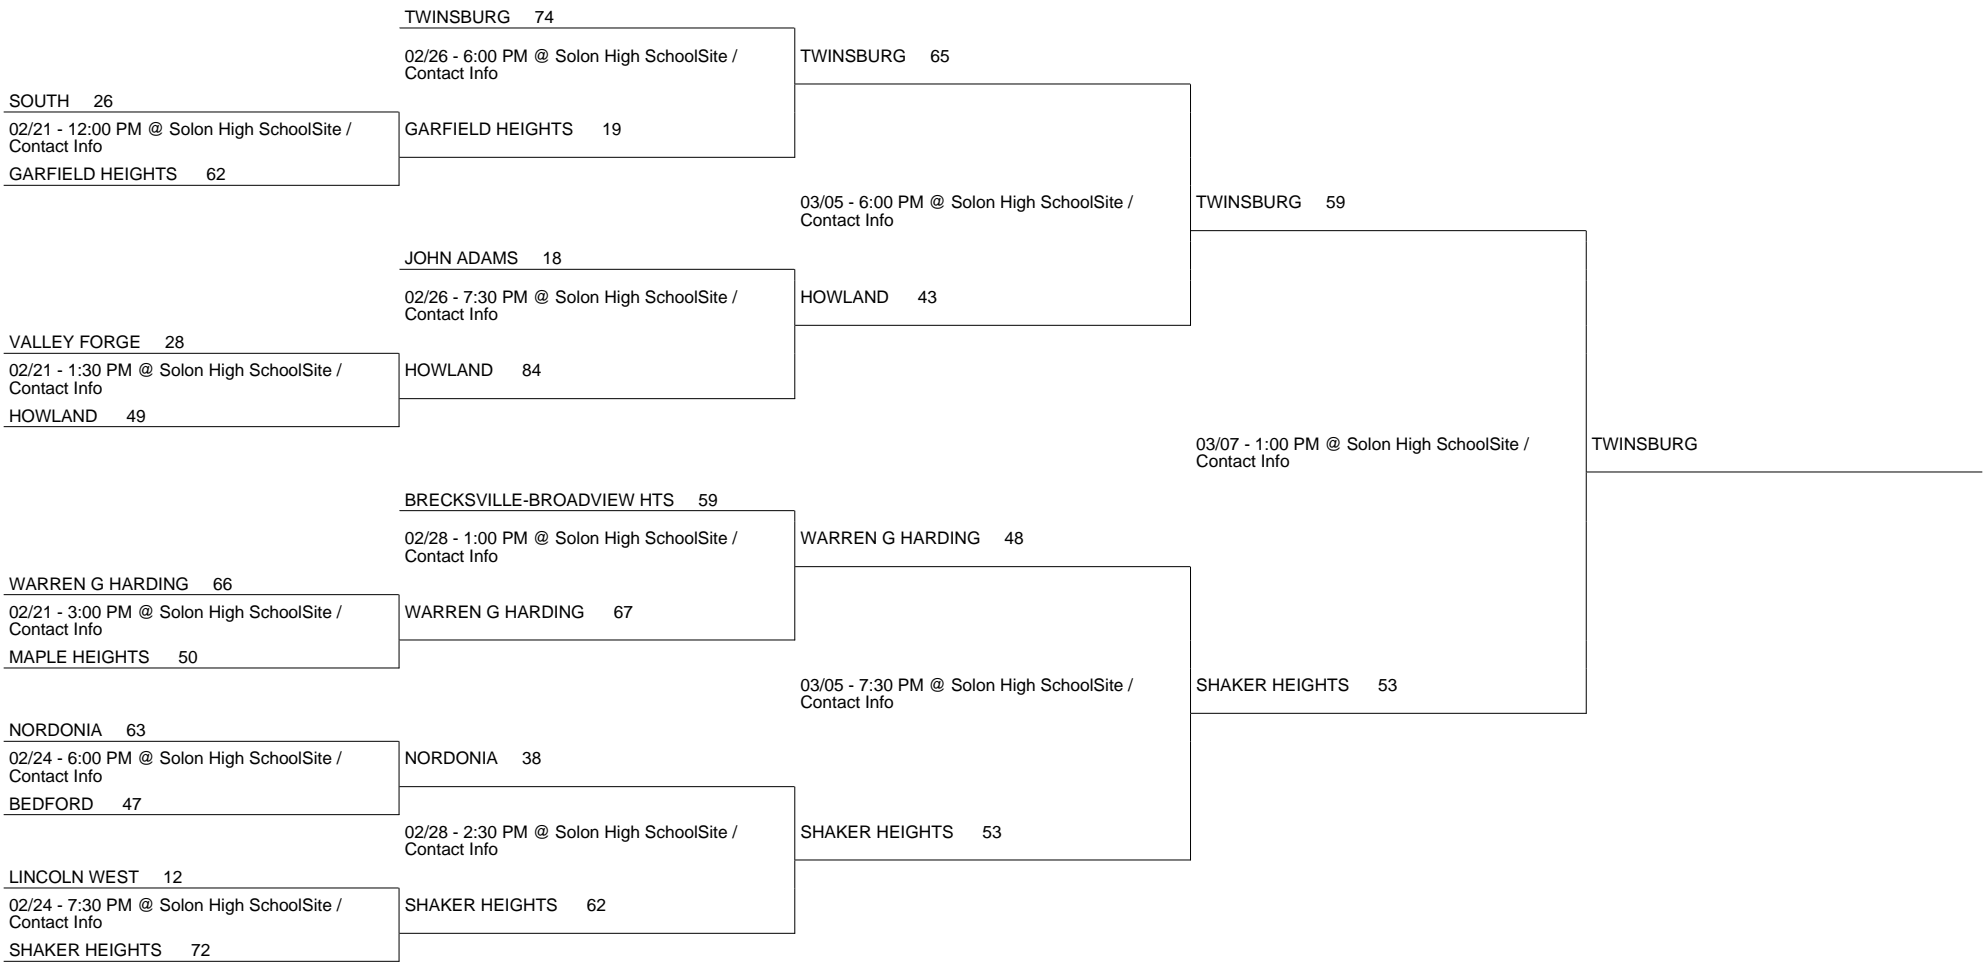 TWINSBURG 74
02/26 - 6:00 PM @ Solon High SchoolSite /
Contact Info
TWINSBURG 65
SOUTH 26
02/21 - 12:00 PM @ Solon High SchoolSite /
Contact Info
GARFIELD HEIGHTS 19
GARFIELD HEIGHTS 62
03/05 - 6:00 PM @ Solon High SchoolSite /
Contact Info
TWINSBURG 59
JOHN ADAMS 18
02/26 - 7:30 PM @ Solon High SchoolSite /
Contact Info
HOWLAND 43
VALLEY FORGE 28
02/21 - 1:30 PM @ Solon High SchoolSite /
Contact Info
HOWLAND 84
HOWLAND 49
03/07 - 1:00 PM @ Solon High SchoolSite /
Contact Info
TWINSBURG
BRECKSVILLE-BROADVIEW HTS 59
02/28 - 1:00 PM @ Solon High SchoolSite /
Contact Info
WARREN G HARDING 48
WARREN G HARDING 66
02/21 - 3:00 PM @ Solon High SchoolSite /
Contact Info
WARREN G HARDING 67
MAPLE HEIGHTS 50
03/05 - 7:30 PM @ Solon High SchoolSite /
Contact Info
SHAKER HEIGHTS 53
NORDONIA 63
02/24 - 6:00 PM @ Solon High SchoolSite /
Contact Info
NORDONIA 38
BEDFORD 47
02/28 - 2:30 PM @ Solon High SchoolSite /
Contact Info
SHAKER HEIGHTS 53
LINCOLN WEST 12
02/24 - 7:30 PM @ Solon High SchoolSite /
Contact Info
SHAKER HEIGHTS 62
SHAKER HEIGHTS 72